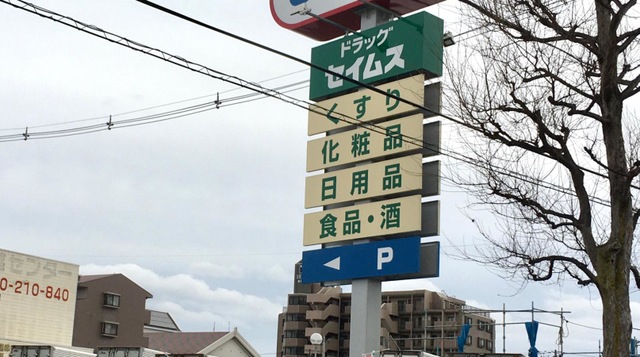 ドラッグ
セイムス
くすり
化粧品
日用品
食品・酒
P
センター
0-210-840